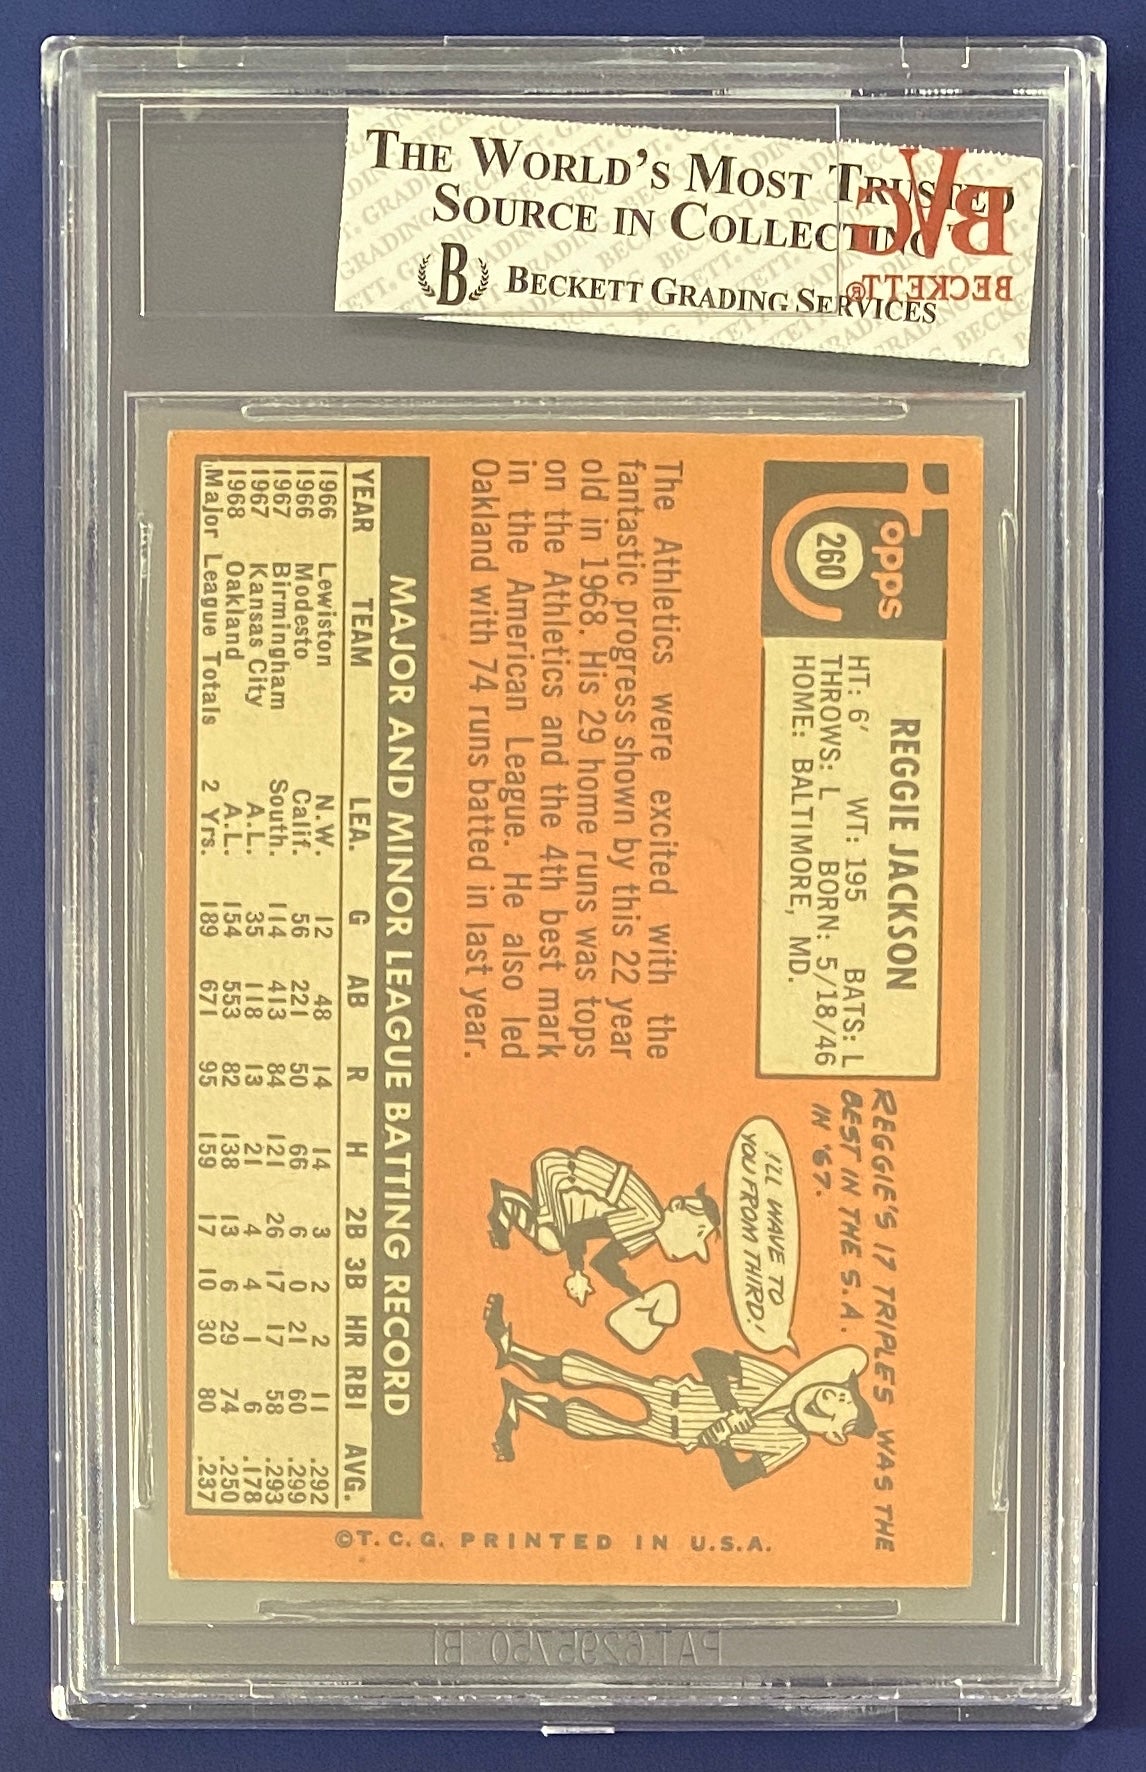 THE WORLD'S MOST TRUSTED
SOURCE IN COLLECTING
B BECKETT GRADING SERVICES
BVG
BECKETT®
Topps
260
REGGIE JACKSON
HT: 6' WT: 195 BATS: L
THROWS: L BORN: 5/18/46
HOME: BALTIMORE, MD.
REGGIE'S 17 TRIPLES WAS THE
BEST IN THE S.A.
IN '67.
I'LL WAVE TO
YOU FROM THIRD!
The Athletics were excited with the
fantastic progress shown by this 22 year
old in 1968. His 29 home runs was tops
on the Athletics and the 4th best mark
in the American League. He also led
Oakland with 74 runs batted in last year.
MAJOR AND MINOR LEAGUE BATTING RECORD
YEAR TEAM LEA. G AB R H 2B 3B HR RBI AVG.
1966 Lewiston N.W. 12 48 14 14 3 2 2 11 .292
1966 Modesto Calif. 56 221 50 66 6 0 21 60 .299
1967 Birmingham South. 114 413 84 121 26 17 17 58 .293
1967 Kansas City A.L. 35 118 13 21 4 4 1 6 .178
1968 Oakland A.L. 154 553 82 138 13 6 29 74 .250
Major League Totals 2 Yrs. 189 671 95 159 17 10 30 80 .237
©T.C.G. PRINTED IN U.S.A.